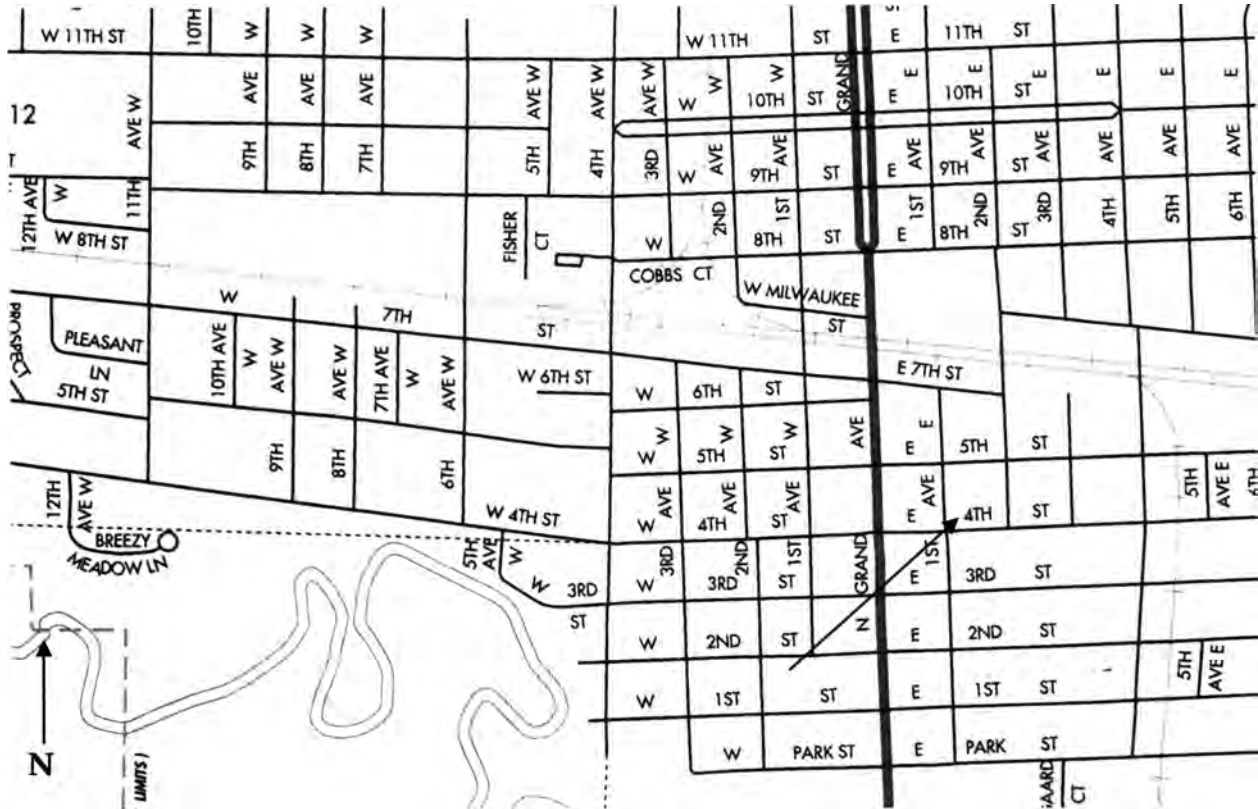 ST
W 11TH ST
10TH
W
W
W
W 11TH
ST
E
11TH
ST
AVE
AVE
AVE
AVE W
AVE W
AVE W
W
W
W
10TH
ST
GRAND
E
10TH
ST
E
E
E
E
E
12
AVE W
9TH
8TH
7TH
5TH
4TH
3RD
W
AVE
AVE
9TH
ST
E
AVE
9TH
AVE
ST
AVE
AVE
AVE
AVE
T
12TH AVE
W
11TH
W 8TH ST
FISHER
CT
W
2ND
1ST
8TH
ST
E
1ST
8TH
2ND
3RD
ST
4TH
5TH
6TH
COBBS CT
W MILWAUKEE
ST
W
7TH
ST
E 7TH ST
PROSPECT
PLEASANT
LN
5TH ST
10TH AVE
W
AVE W
AVE W
7TH AVE
W
AVE W
W 6TH ST
W
6TH
ST
AVE
W
W
5TH
W
ST
W
E
E
5TH
ST
9TH
8TH
6TH
12TH
AVE W
BREEZY
MEADOW LN
W 4TH ST
W
AVE
4TH
AVE
ST
AVE
E
AVE
4TH
ST
5TH
AVE E
6TH
5TH
AVE
W
W
3RD
ST
W
3RD
3RD
2ND
ST
1ST
GRAND
N
E
1ST
3RD
ST
W
2ND
ST
E
2ND
ST
5TH
AVE E
W
1ST
ST
E
1ST
ST
W
PARK ST
E
PARK
ST
N
LIMITS
AARD
CT